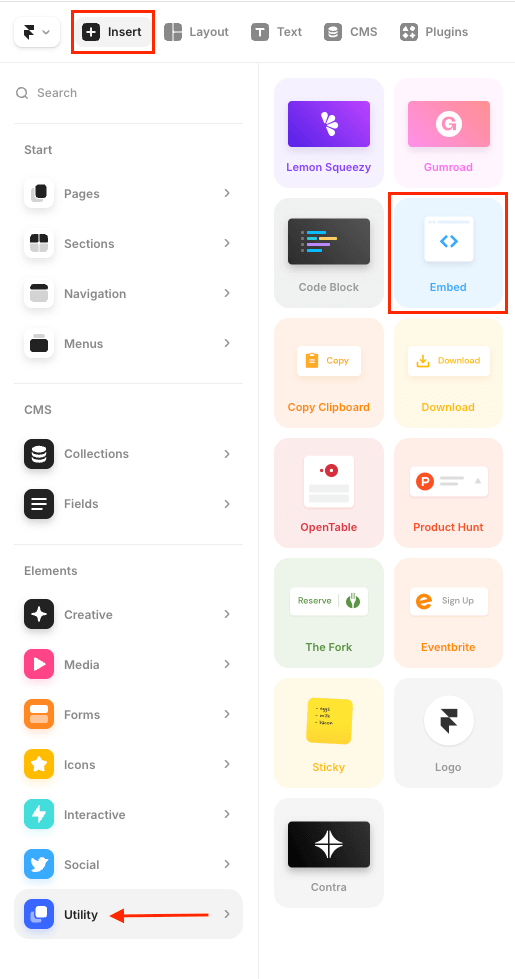 Insert
Layout
Text
CMS
Plugins
Search
Start
Pages
Sections
Navigation
Menus
CMS
Collections
Fields
Elements
Creative
Media
Forms
Icons
Interactive
Social
Utility
Lemon Squeezy
G
Gumroad
Code Block
Embed
Copy
Copy Clipboard
Download
Download
OpenTable
P
Product Hunt
Reserve
The Fork
e Sign Up
Eventbrite
- eggs
- milk
- bacon
Sticky
Logo
Contra